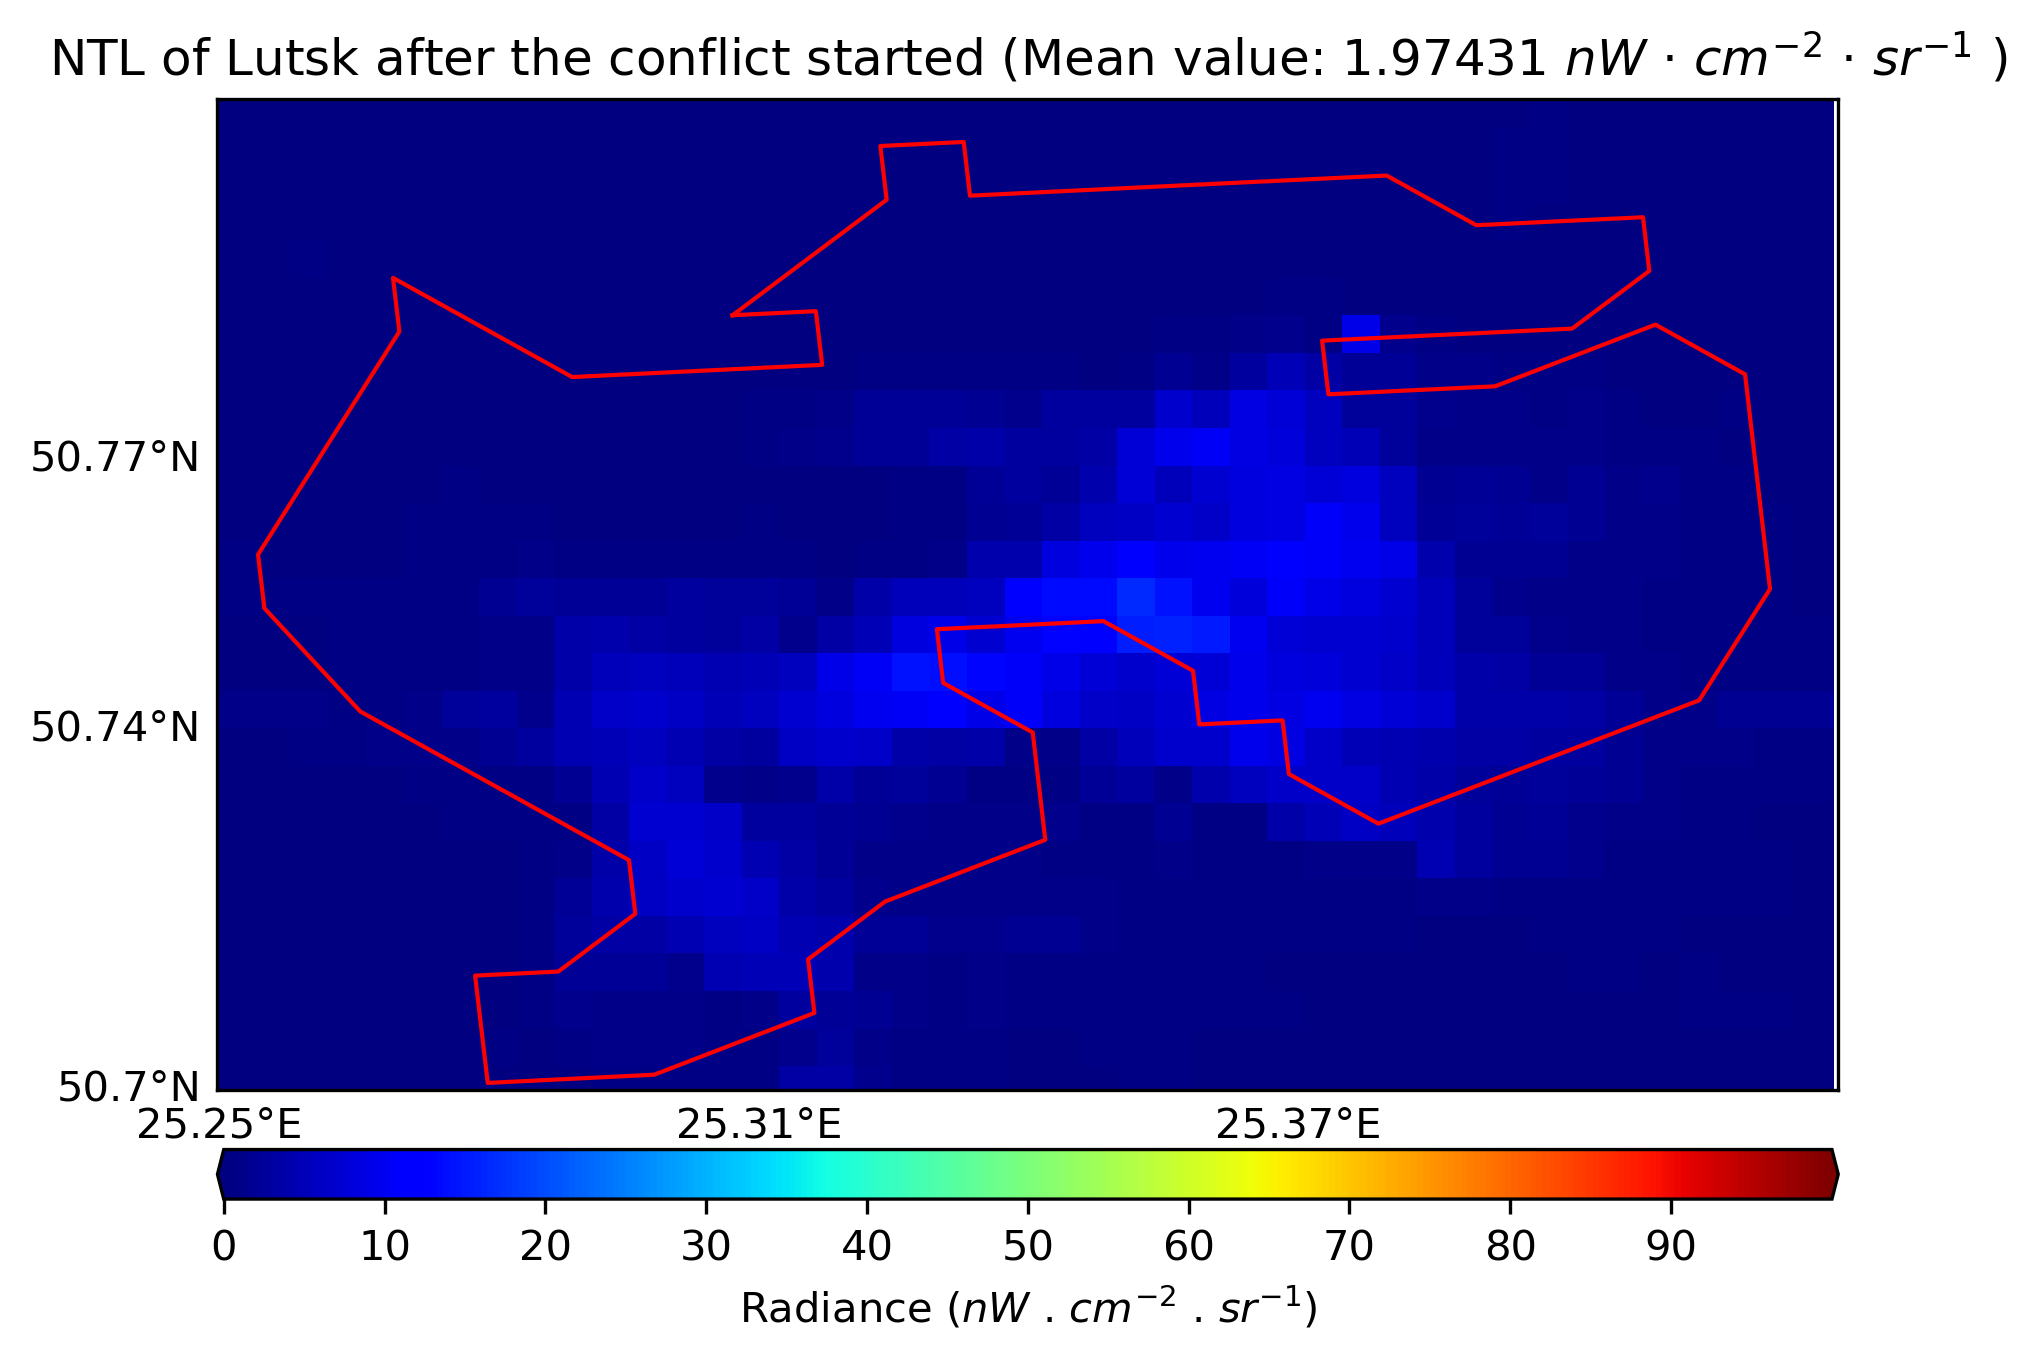 NTL of Lutsk after the conflict started (Mean value: 1.97431 nW · cm⁻² · sr⁻¹ )
50.77°N
50.74°N
50.7°N
25.25°E 25.31°E 25.37°E
0 10 20 30 40 50 60 70 80 90
Radiance (nW . cm⁻² . sr⁻¹)